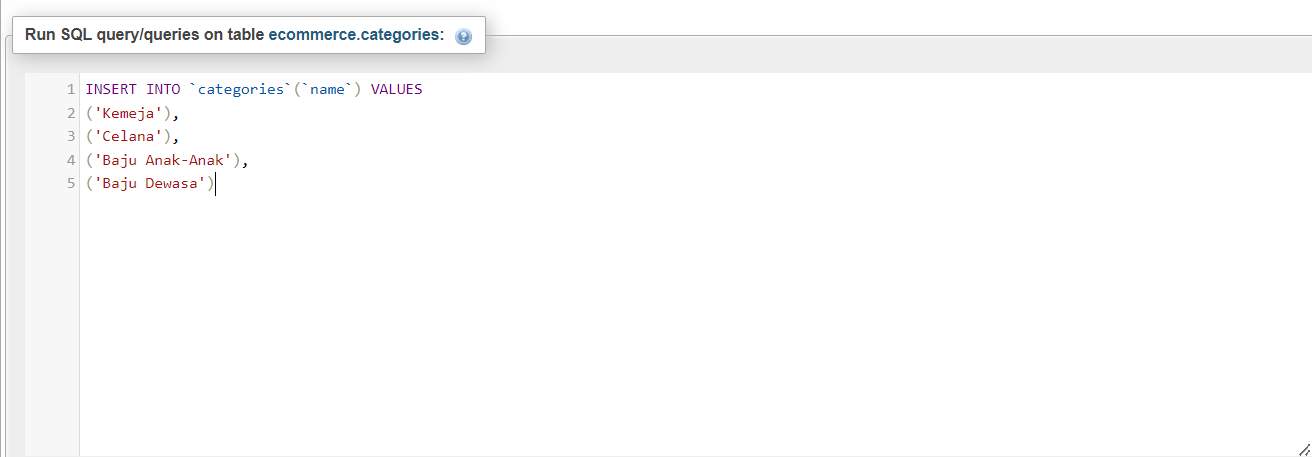 Run SQL query/queries on table ecommerce.categories:
1 INSERT INTO `categories`(`name`) VALUES
2 ('Kemeja'),
3 ('Celana'),
4 ('Baju Anak-Anak'),
5 ('Baju Dewasa')